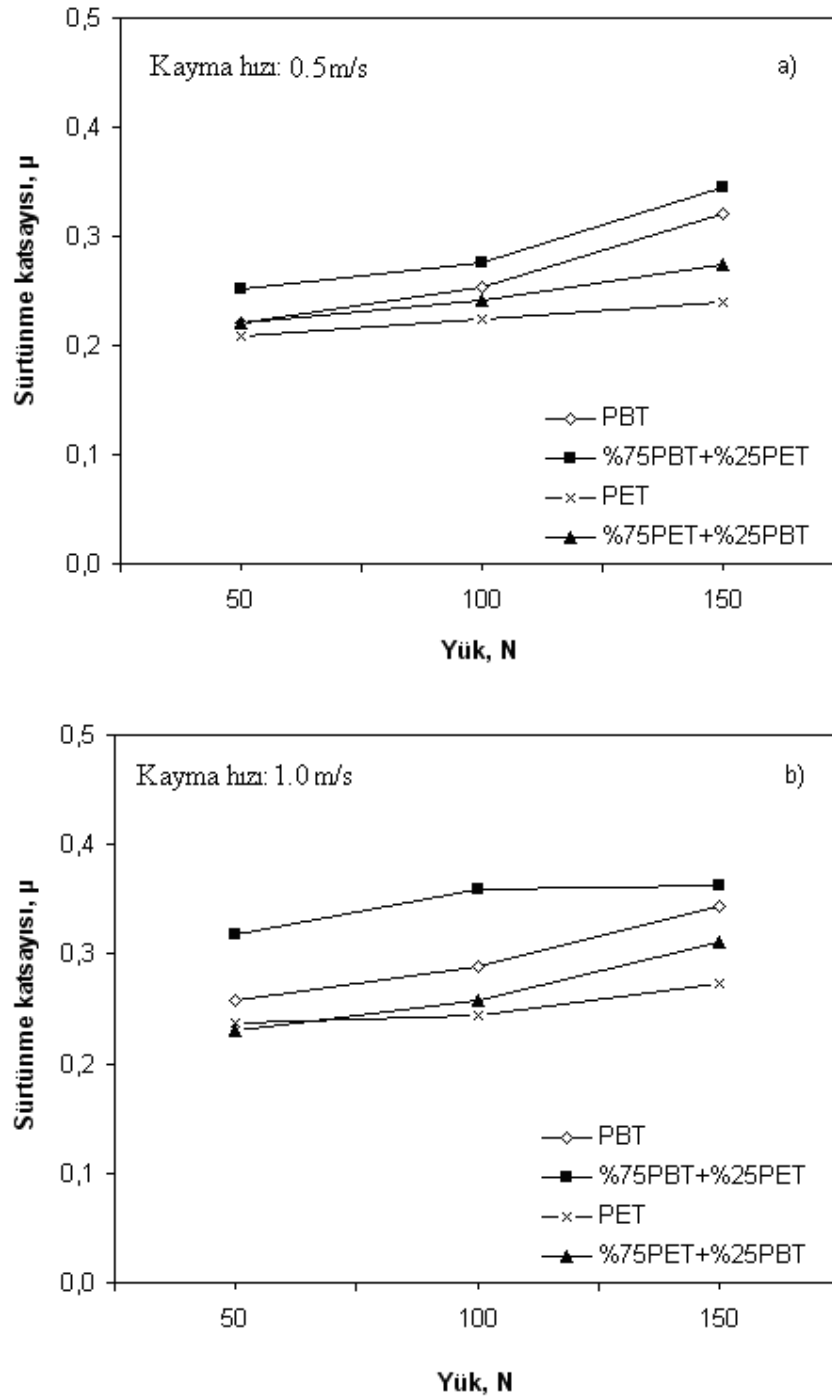 0,5
Kayma hızı: 0.5 m/s
a)
0,4
0,3
0,2
0,1
0,0
Sürtünme katsayısı, μ
PBT
%75PBT+%25PET
PET
%75PET+%25PBT
50 100 150
Yük, N
0,5
Kayma hızı: 1.0 m/s
b)
0,4
0,3
0,2
0,1
0,0
Sürtünme katsayısı, μ
PBT
%75PBT+%25PET
PET
%75PET+%25PBT
50 100 150
Yük, N